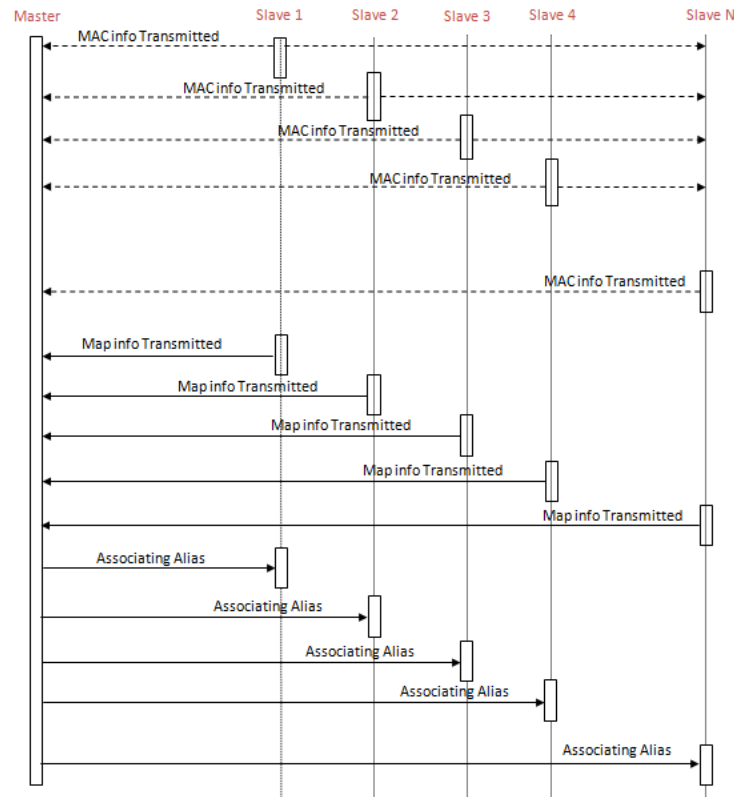 Master Slave 1 Slave 2 Slave 3 Slave 4 Slave N
MAC info Transmitted
MAC info Transmitted
MAC info Transmitted
MAC info Transmitted
MAC info Transmitted
Map info Transmitted
Map info Transmitted
Map info Transmitted
Map info Transmitted
Map info Transmitted
Associating Alias
Associating Alias
Associating Alias
Associating Alias
Associating Alias